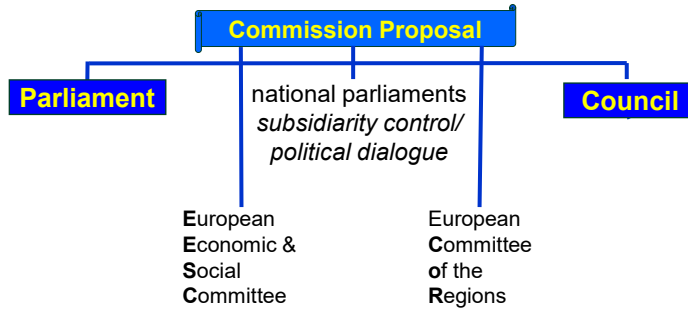 Commission Proposal
Parliament
national parliaments
subsidiarity control/
political dialogue
Council
European
Economic &
Social
Committee
European
Committee
of the
Regions